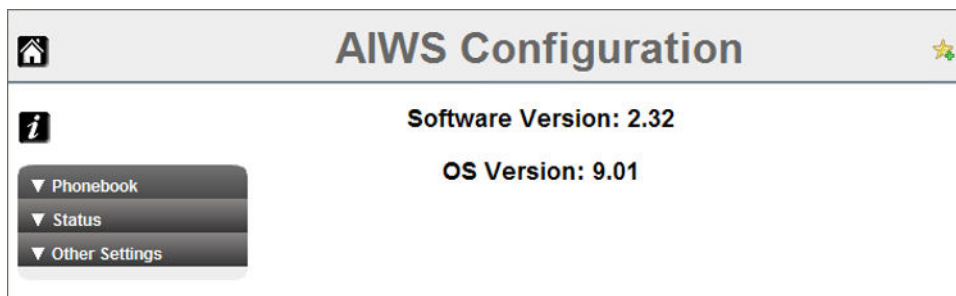 AIWS Configuration
i
Software Version: 2.32
OS Version: 9.01
▼ Phonebook
▼ Status
▼ Other Settings